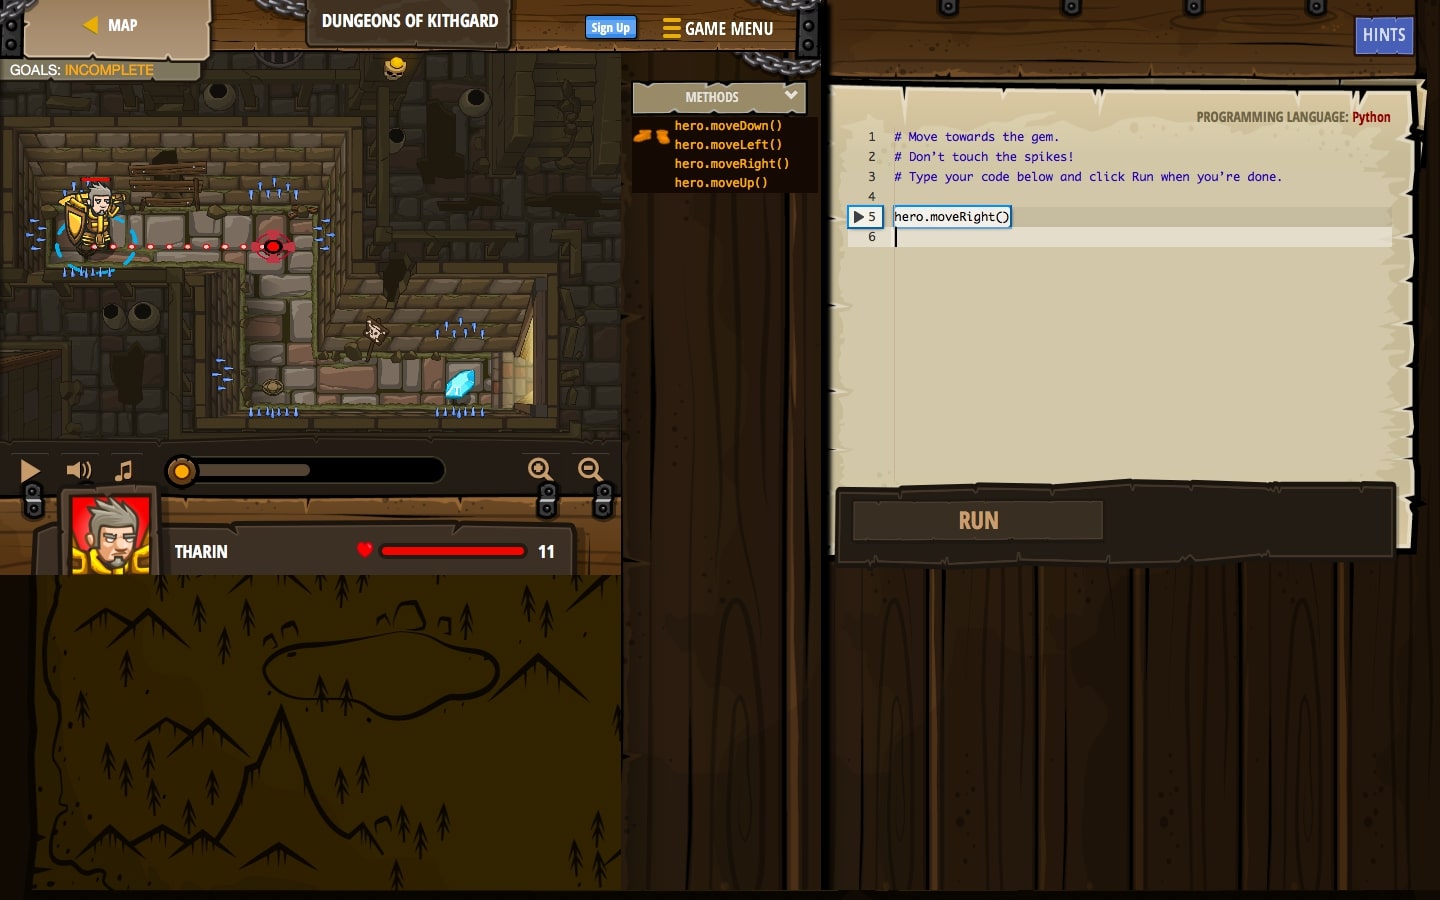 MAP
DUNGEONS OF KITHGARD
Sign Up
GAME MENU
HINTS
GOALS: INCOMPLETE
METHODS
hero.moveDown()
hero.moveLeft()
hero.moveRight()
hero.moveUp()
PROGRAMMING LANGUAGE: Python
1 # Move towards the gem.
2 # Don't touch the spikes!
3 # Type your code below and click Run when you're done.
4
5 hero.moveRight()
6
RUN
THARIN
11